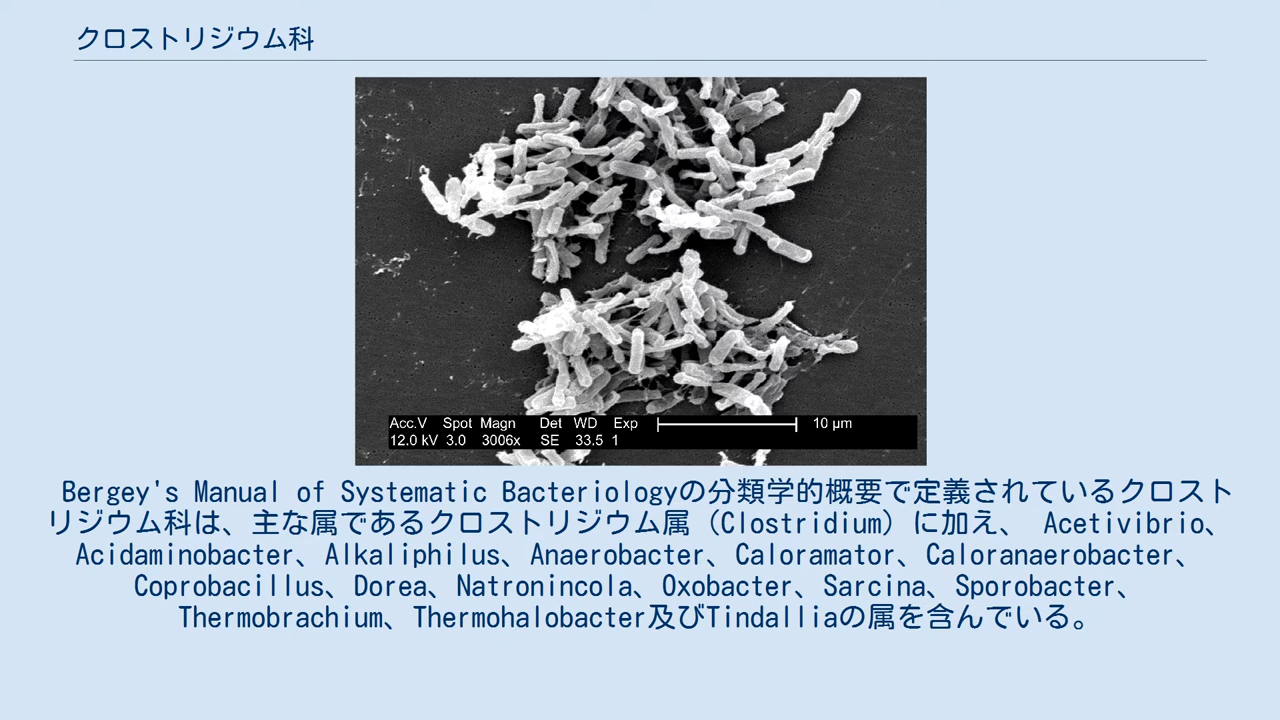 クロストリジウム科
Acc.V Spot Magn Det WD Exp 10 µm
12.0 kV 3.0 3006x SE 33.5 1
Bergey's Manual of Systematic Bacteriologyの分類学的概要で定義されているクロスト
リジウム科は、主な属であるクロストリジウム属（Clostridium）に加え、 Acetivibrio、
Acidaminobacter、Alkaliphilus、Anaerobacter、Caloramator、Caloranaerobacter、
Coprobacillus、Dorea、Natronincola、Oxobacter、Sarcina、Sporobacter、
Thermobrachium、Thermohalobacter及びTindalliaの属を含んでいる。